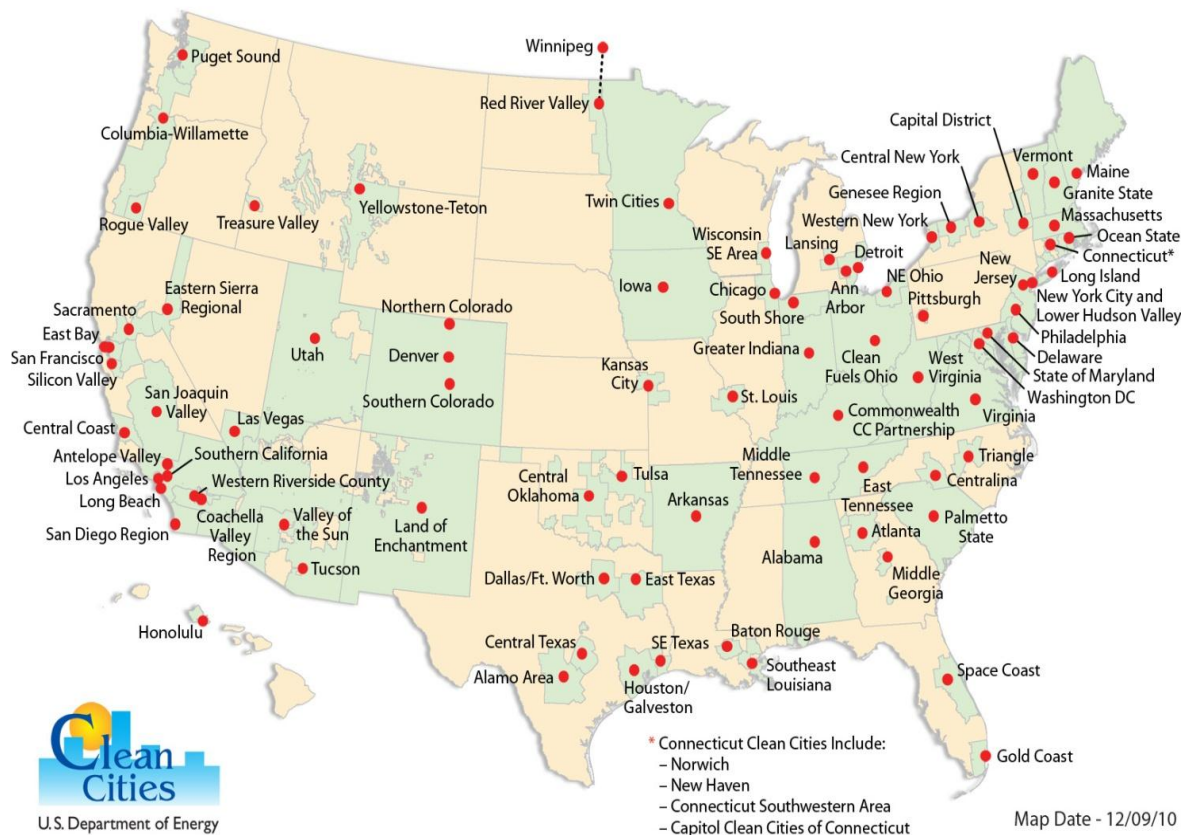 Winnipeg
Puget Sound
Red River Valley
Columbia-Willamette
Capital District
Central New York
Vermont
Maine
Genesee Region
Granite State
Rogue Valley
Treasure Valley
Yellowstone-Teton
Twin Cities
Western New York
Massachusetts
Wisconsin
SE Area
Lansing
Detroit
Ocean State
Connecticut*
Eastern Sierra
Regional
Sacramento
Northern Colorado
Iowa
Chicago
Ann
Arbor
NE Ohio
New
Jersey
Long Island
South Shore
Pittsburgh
New York City and
Lower Hudson Valley
East Bay
San Francisco
Silicon Valley
Utah
Denver
Greater Indiana
Clean
Fuels Ohio
West
Virginia
Philadelphia
Delaware
State of Maryland
Washington DC
Kansas
City
Southern Colorado
St. Louis
San Joaquin
Valley
Las Vegas
Commonwealth
CC Partnership
Virginia
Central Coast
Antelope Valley
Southern California
Los Angeles
Western Riverside County
Long Beach
Middle
Tennessee
Triangle
Central
Oklahoma
Tulsa
East
Tennessee
Centralina
Arkansas
San Diego Region
Coachella
Valley
Region
Valley of
the Sun
Land of
Enchantment
Palmetto
State
Atlanta
Alabama
Tucson
Dallas/Ft. Worth
East Texas
Middle
Georgia
Honolulu
Central Texas
SE Texas
Baton Rouge
Alamo Area
Houston/
Galveston
Southeast
Louisiana
Space Coast
Gold Coast
* Connecticut Clean Cities Include:
– Norwich
– New Haven
– Connecticut Southwestern Area
– Capitol Clean Cities of Connecticut
Clean
Cities
U.S. Department of Energy
Map Date - 12/09/10